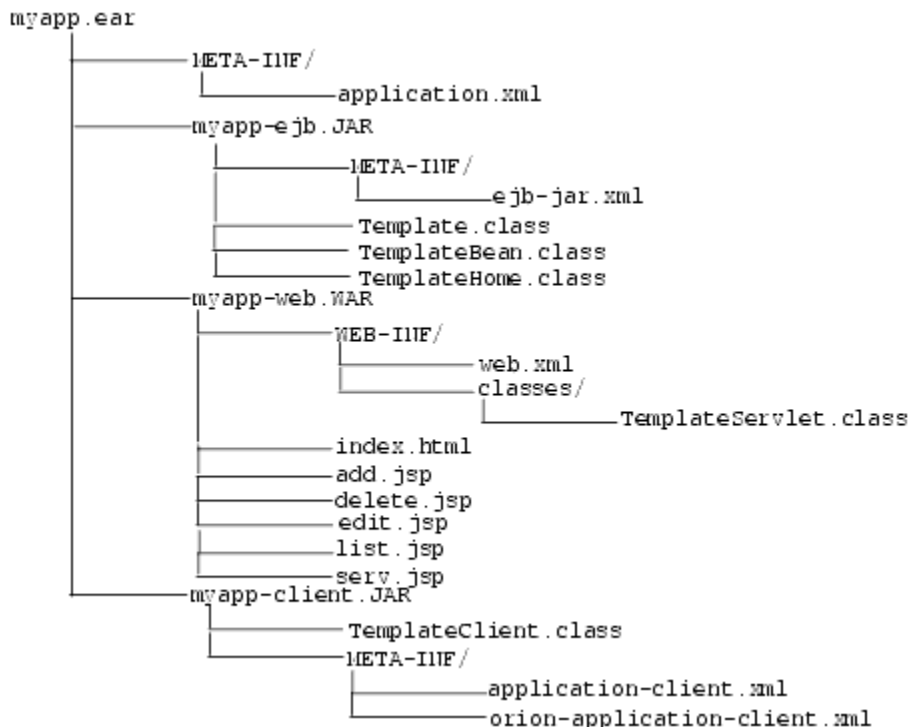 myapp.ear
META-INF/
application.xml
myapp-ejb.JAR
META-INF/
ejb-jar.xml
Template.class
TemplateBean.class
TemplateHome.class
myapp-web.WAR
WEB-INF/
web.xml
classes/
TemplateServlet.class
index.html
add.jsp
delete.jsp
edit.jsp
list.jsp
serv.jsp
myapp-client.JAR
TemplateClient.class
META-INF/
application-client.xml
orion-application-client.xml